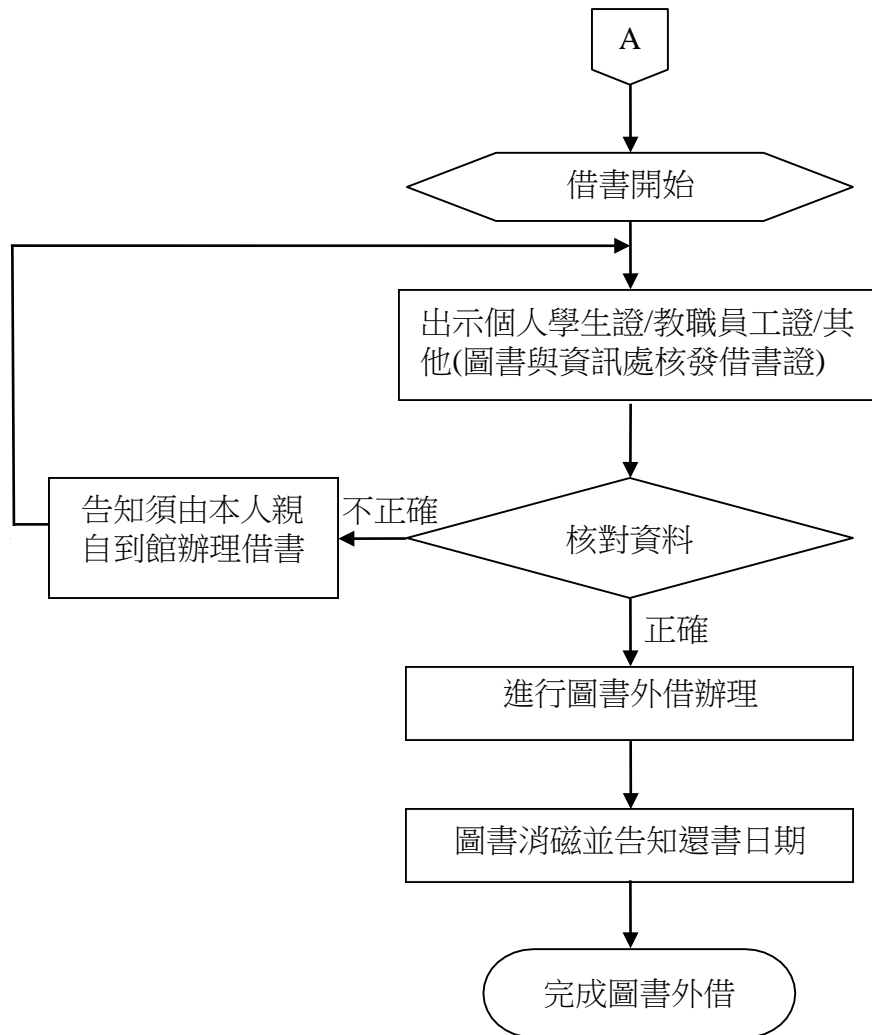 A
借書開始
出示個人學生證/教職員工證/其
他(圖書與資訊處核發借書證)
告知須由本人親
自到館辦理借書
不正確
核對資料
正確
進行圖書外借辦理
圖書消磁並告知還書日期
完成圖書外借